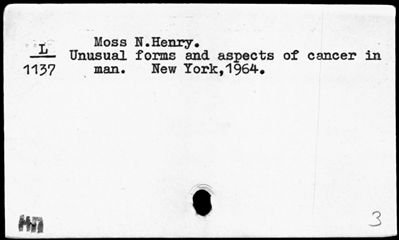 Moss N.Henry.
L
1137
Unusual forms and aspects of cancer in
man. New York,1964.
3